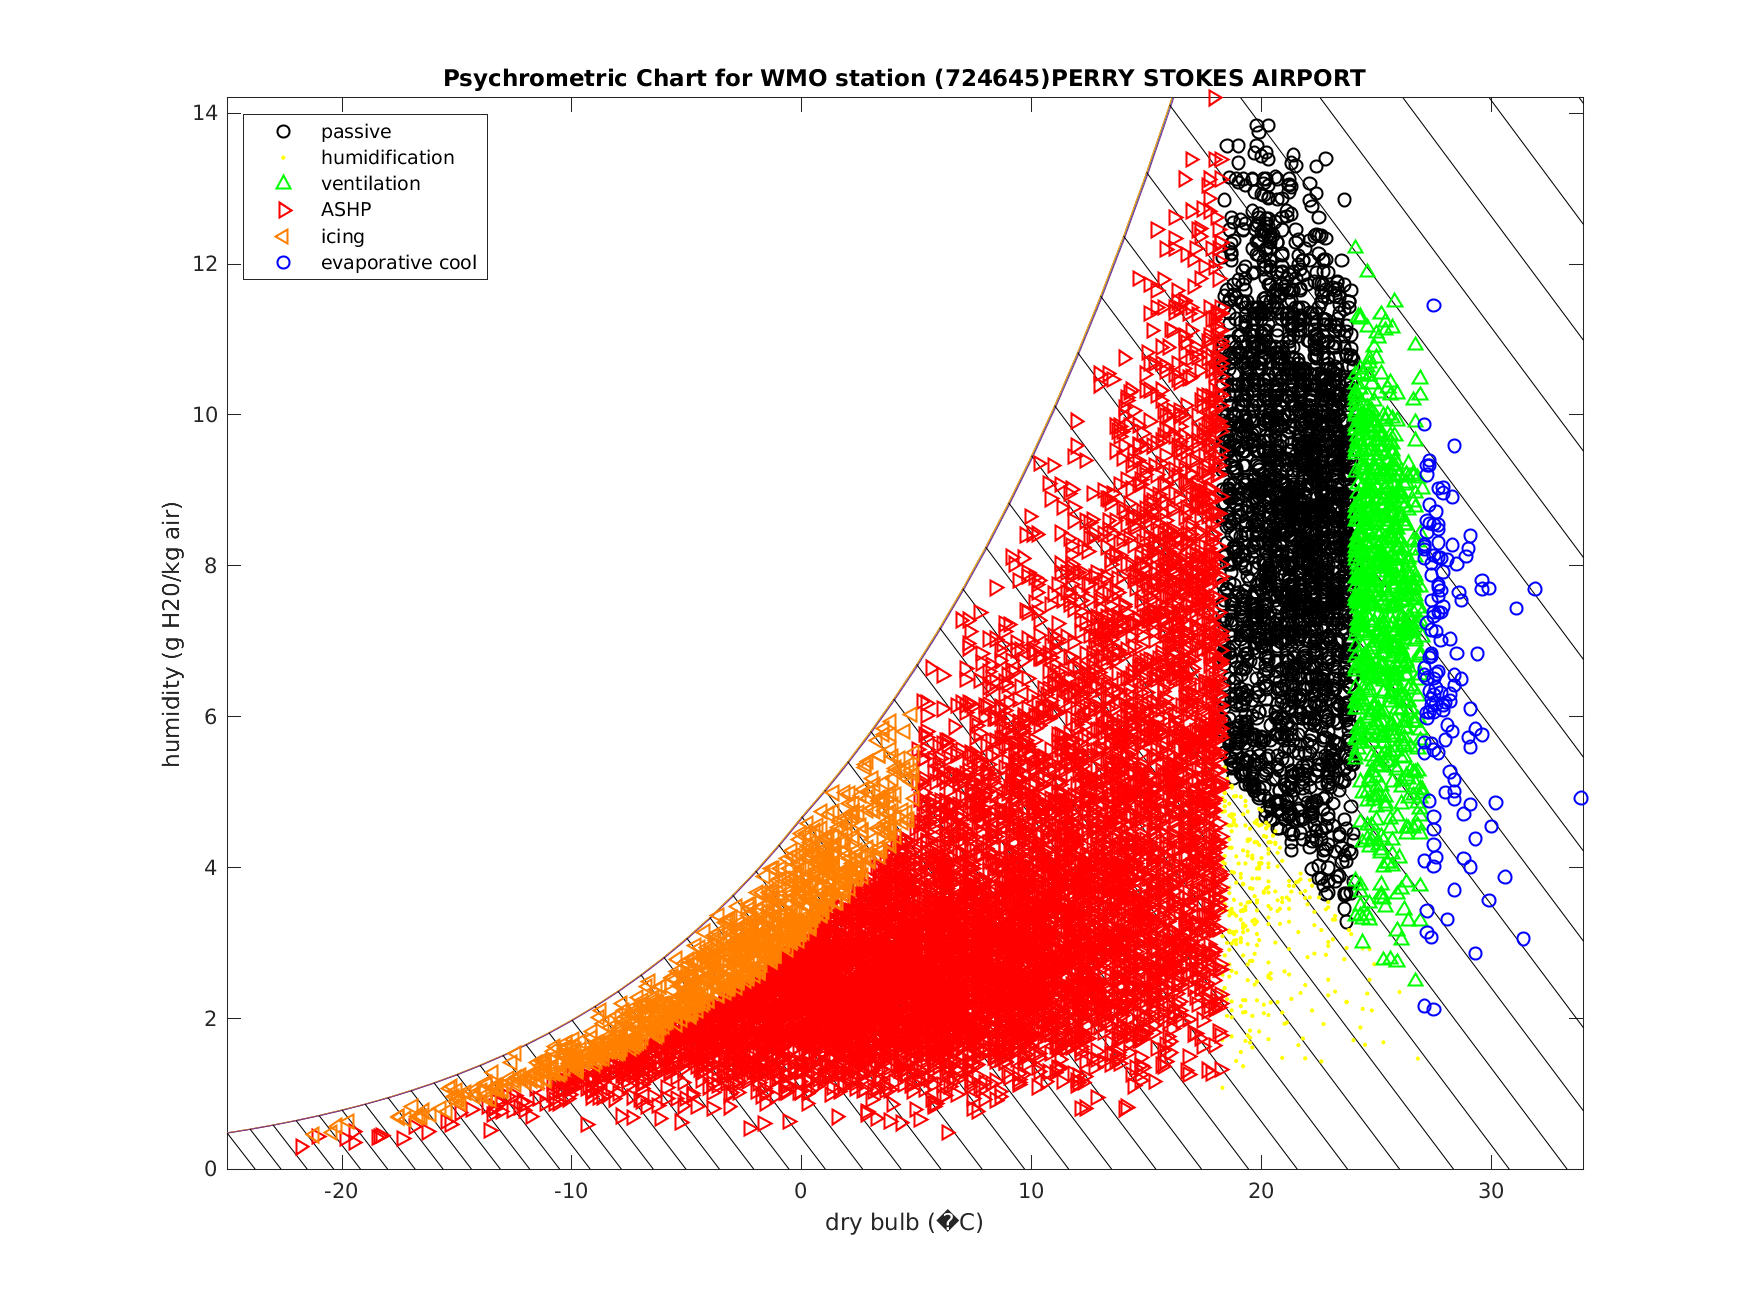 Psychrometric Chart for WMO station (724645)PERRY STOKES AIRPORT
14
12
10
8
6
4
2
0
humidity (g H20/kg air)
passive
humidification
ventilation
ASHP
icing
evaporative cool
-20
-10
0
10
20
30
dry bulb (�C)